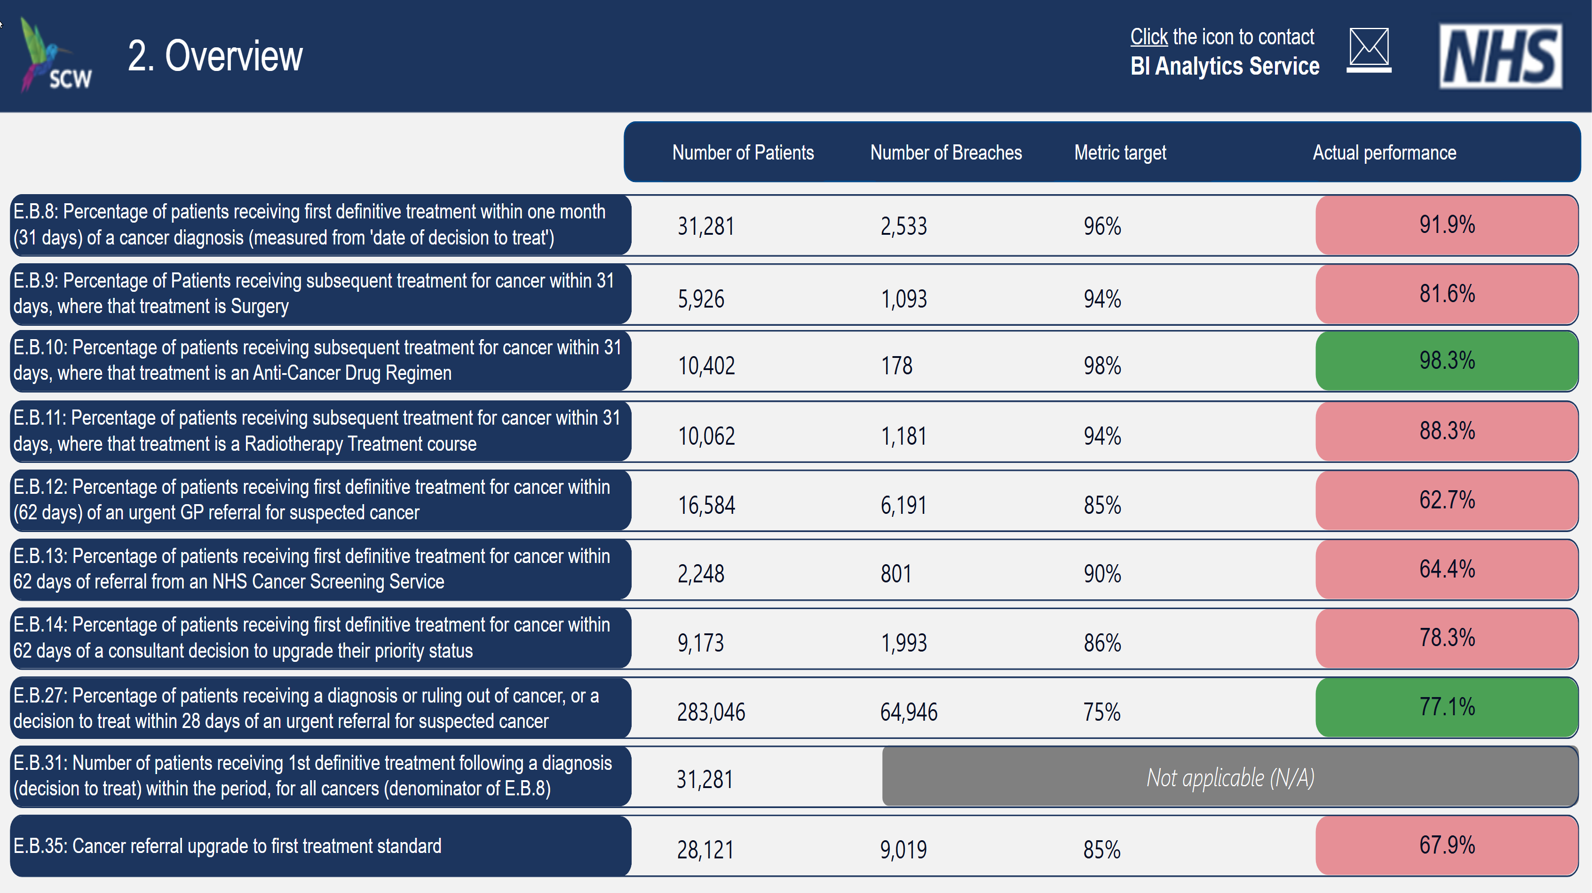 SCW
2. Overview
Click the icon to contact
BI Analytics Service
NHS
Number of Patients Number of Breaches Metric target Actual performance
E.B.8: Percentage of patients receiving first definitive treatment within one month
(31 days) of a cancer diagnosis (measured from 'date of decision to treat')
31,281 2,533 96% 91.9%
E.B.9: Percentage of Patients receiving subsequent treatment for cancer within 31
days, where that treatment is Surgery
5,926 1,093 94% 81.6%
E.B.10: Percentage of patients receiving subsequent treatment for cancer within 31
days, where that treatment is an Anti-Cancer Drug Regimen
10,402 178 98% 98.3%
E.B.11: Percentage of patients receiving subsequent treatment for cancer within 31
days, where that treatment is a Radiotherapy Treatment course
10,062 1,181 94% 88.3%
E.B.12: Percentage of patients receiving first definitive treatment for cancer within
(62 days) of an urgent GP referral for suspected cancer
16,584 6,191 85% 62.7%
E.B.13: Percentage of patients receiving first definitive treatment for cancer within
62 days of referral from an NHS Cancer Screening Service
2,248 801 90% 64.4%
E.B.14: Percentage of patients receiving first definitive treatment for cancer within
62 days of a consultant decision to upgrade their priority status
9,173 1,993 86% 78.3%
E.B.27: Percentage of patients receiving a diagnosis or ruling out of cancer, or a
decision to treat within 28 days of an urgent referral for suspected cancer
283,046 64,946 75% 77.1%
E.B.31: Number of patients receiving 1st definitive treatment following a diagnosis
(decision to treat) within the period, for all cancers (denominator of E.B.8)
31,281 Not applicable (N/A)
E.B.35: Cancer referral upgrade to first treatment standard
28,121 9,019 85% 67.9%